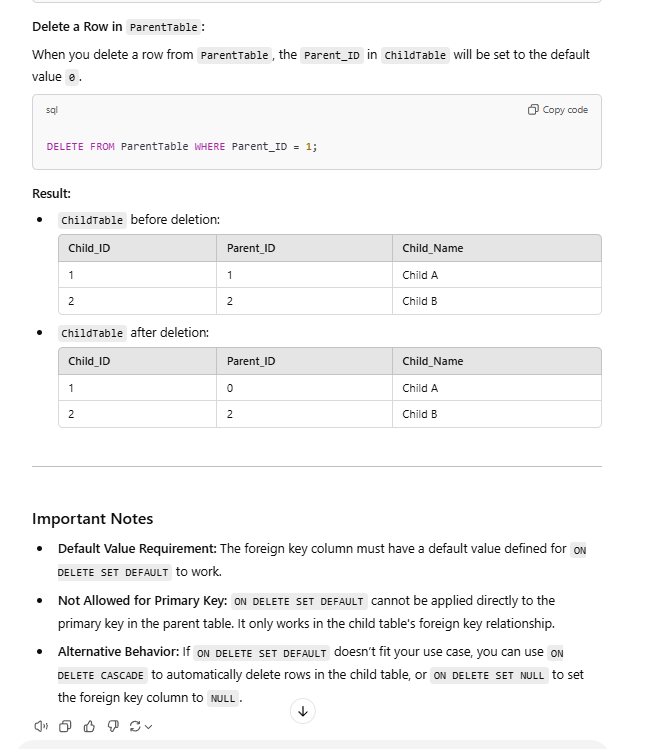 Delete a Row in ParentTable:
When you delete a row from ParentTable, the Parent_ID in ChildTable will be set to the default
value 0.
sql
Copy code
DELETE FROM ParentTable WHERE Parent_ID = 1;
Result:
ChildTable before deletion:
Child_ID Parent_ID Child_Name
1 1 Child A
2 2 Child B
ChildTable after deletion:
Child_ID Parent_ID Child_Name
1 0 Child A
2 2 Child B
Important Notes
Default Value Requirement: The foreign key column must have a default value defined for ON
DELETE SET DEFAULT to work.
Not Allowed for Primary Key: ON DELETE SET DEFAULT cannot be applied directly to the
primary key in the parent table. It only works in the child table's foreign key relationship.
Alternative Behavior: If ON DELETE SET DEFAULT doesn't fit your use case, you can use ON
DELETE CASCADE to automatically delete rows in the child table, or ON DELETE SET NULL to set
the foreign key column to NULL.